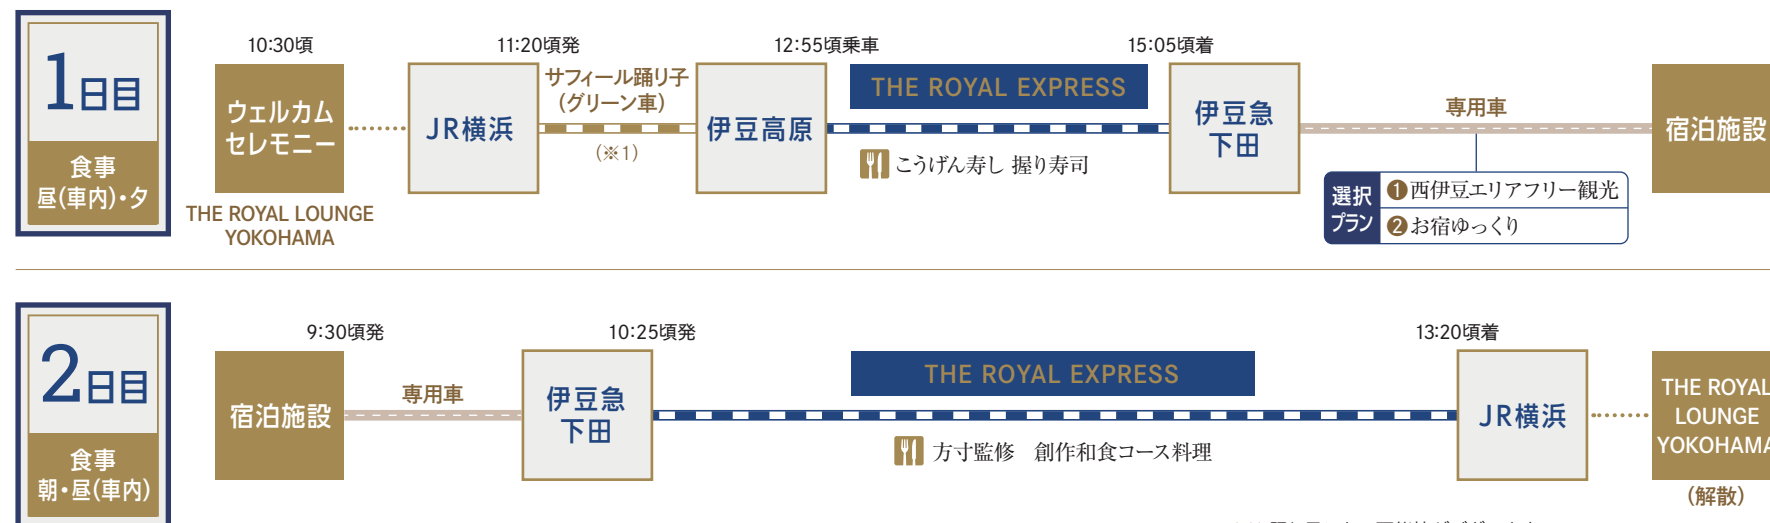 1日目
食事
昼(車内)・夕
10:30頃
ウェルカム
セレモニー
THE ROYAL LOUNGE
YOKOHAMA
11:20頃発
JR横浜
サフィール踊り子
(グリーン車)
(※1)
12:55頃乗車
伊豆高原
THE ROYAL EXPRESS
こうげん寿し 握り寿司
15:05頃着
伊豆急
下田
専用車
選択
プラン
❶西伊豆エリアフリー観光
❷お宿ゆっくり
宿泊施設
2日目
食事
朝・昼(車内)
9:30頃発
宿泊施設
専用車
10:25頃発
伊豆急
下田
THE ROYAL EXPRESS
方寸監修　創作和食コース料理
13:20頃着
JR横浜
THE ROYAL
LOUNGE
YOKOHAMA
(解散)